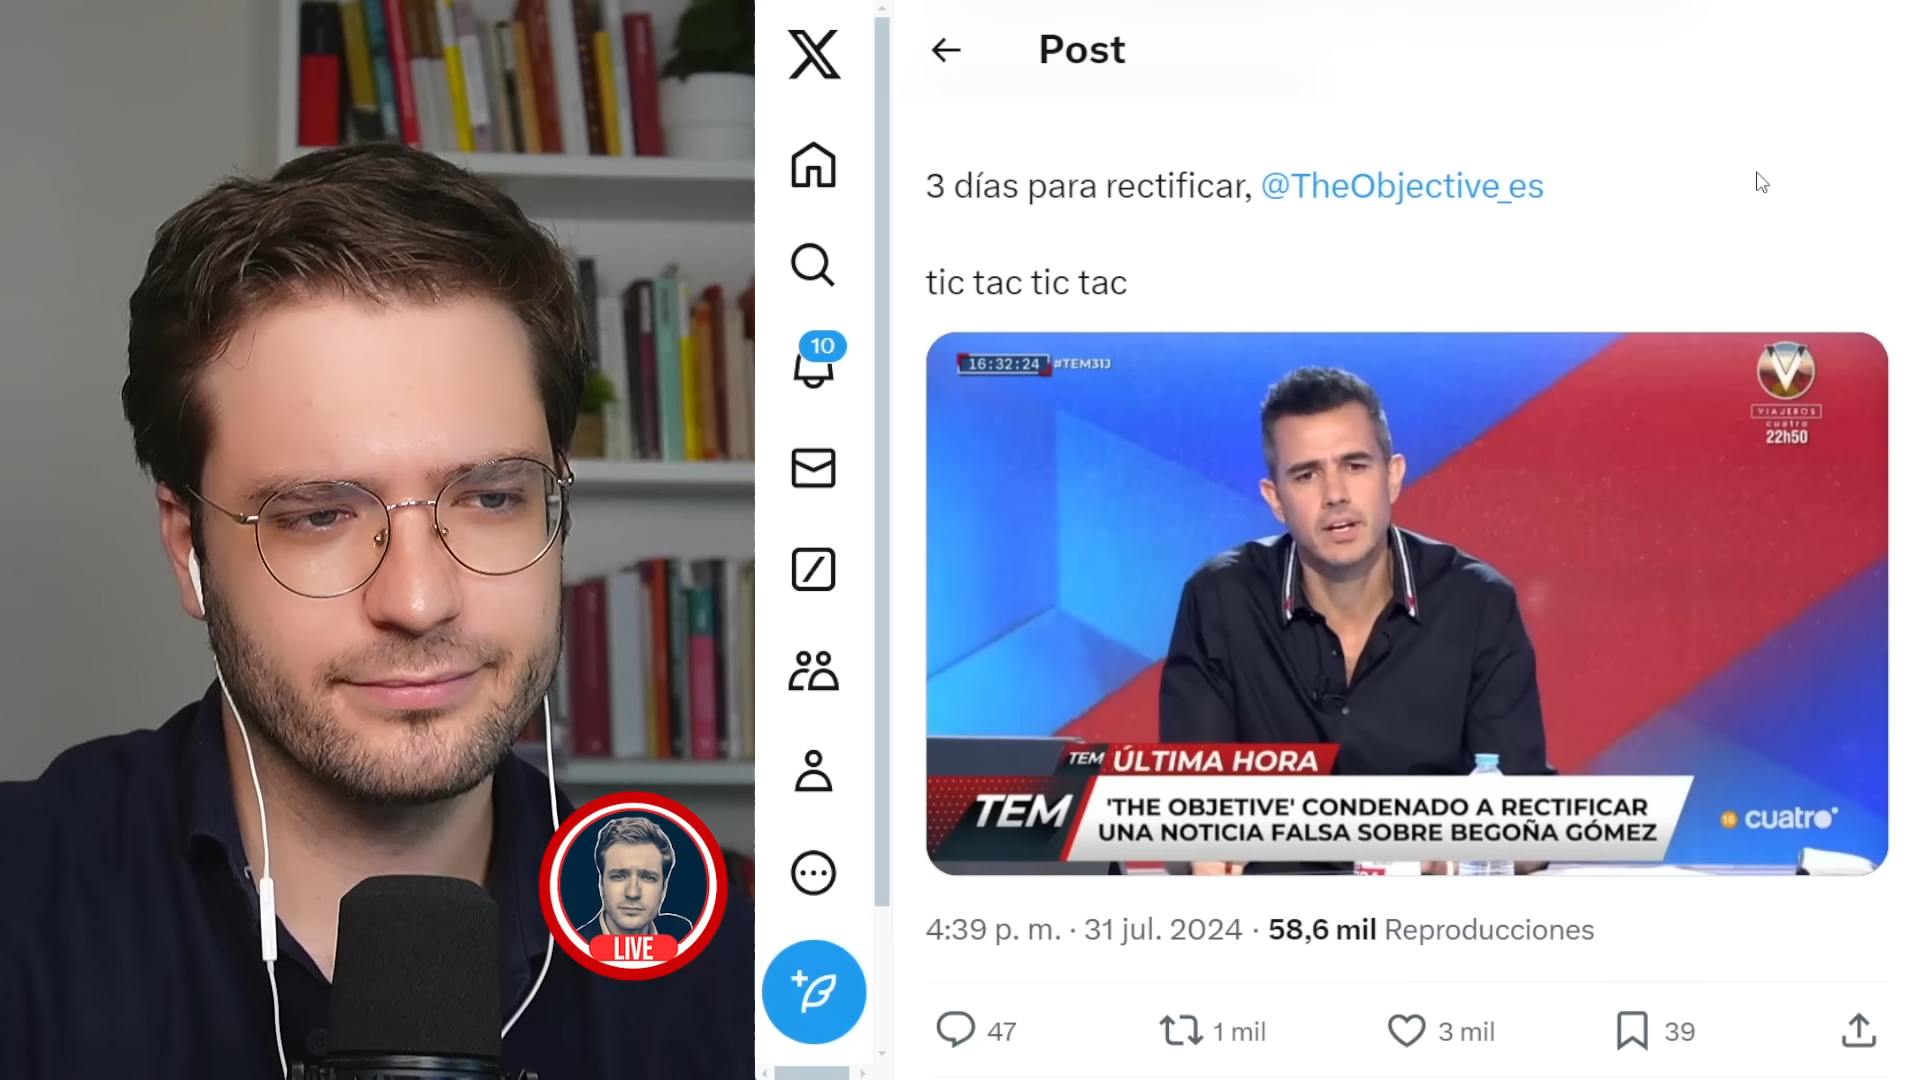 Post
3 días para rectificar, @TheObjective_es
tic tac tic tac
10
16:32:24 #TEM31J
VIAJEROS
cuatro
22h50
TEM ÚLTIMA HORA
TEM
'THE OBJETIVE' CONDENADO A RECTIFICAR
UNA NOTICIA FALSA SOBRE BEGOÑA GÓMEZ
cuatro
4:39 p. m. · 31 jul. 2024 · 58,6 mil Reproducciones
47
1 mil
3 mil
39
LIVE